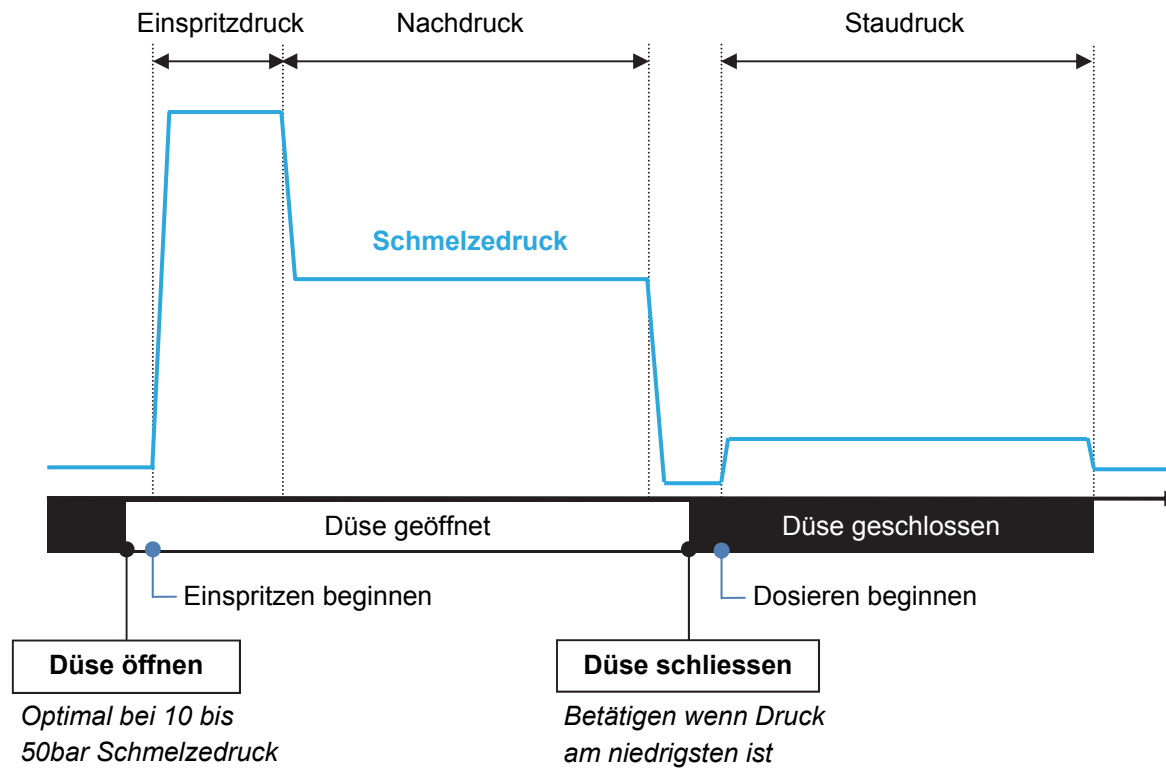 Einspritzdruck
Nachdruck
Staudruck
Schmelzedruck
Düse geöffnet
Düse geschlossen
Einspritzen beginnen
Dosieren beginnen
Düse öffnen
Optimal bei 10 bis
50bar Schmelzedruck
Düse schliessen
Betätigen wenn Druck
am niedrigsten ist